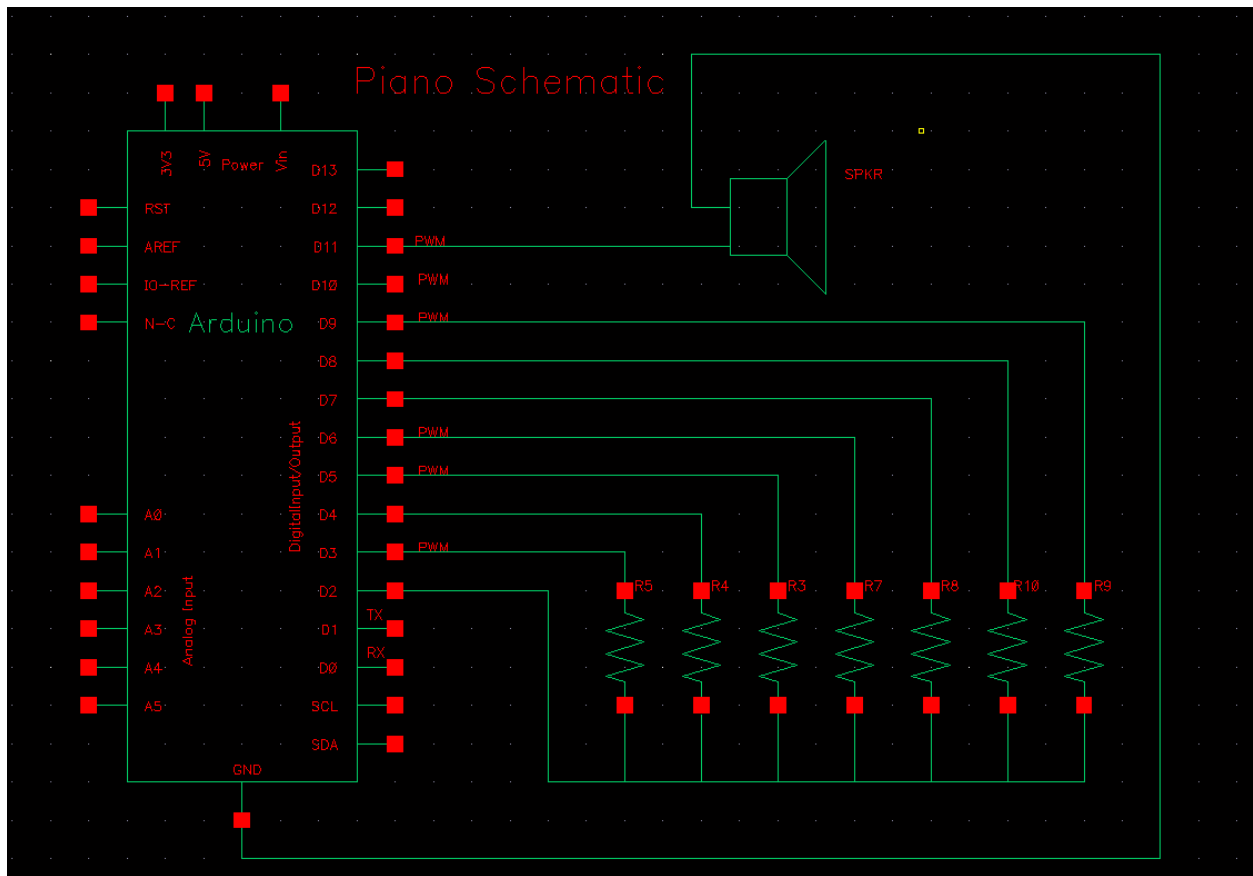 Piano Schematic
3V3
5V
Power
Vin
D13
SPKR
RST
D12
AREF
D11
PWM
IO-REF
D10
PWM
N-C
Arduino
D9
PWM
D8
D7
D6
PWM
D5
PWM
DigitalInput/Output
A0
D4
A1
D3
PWM
A2
D2
R5
R4
R3
R7
R8
R10
R9
Analog Input
A3
D1
TX
A4
D0
RX
A5
SCL
SDA
GND